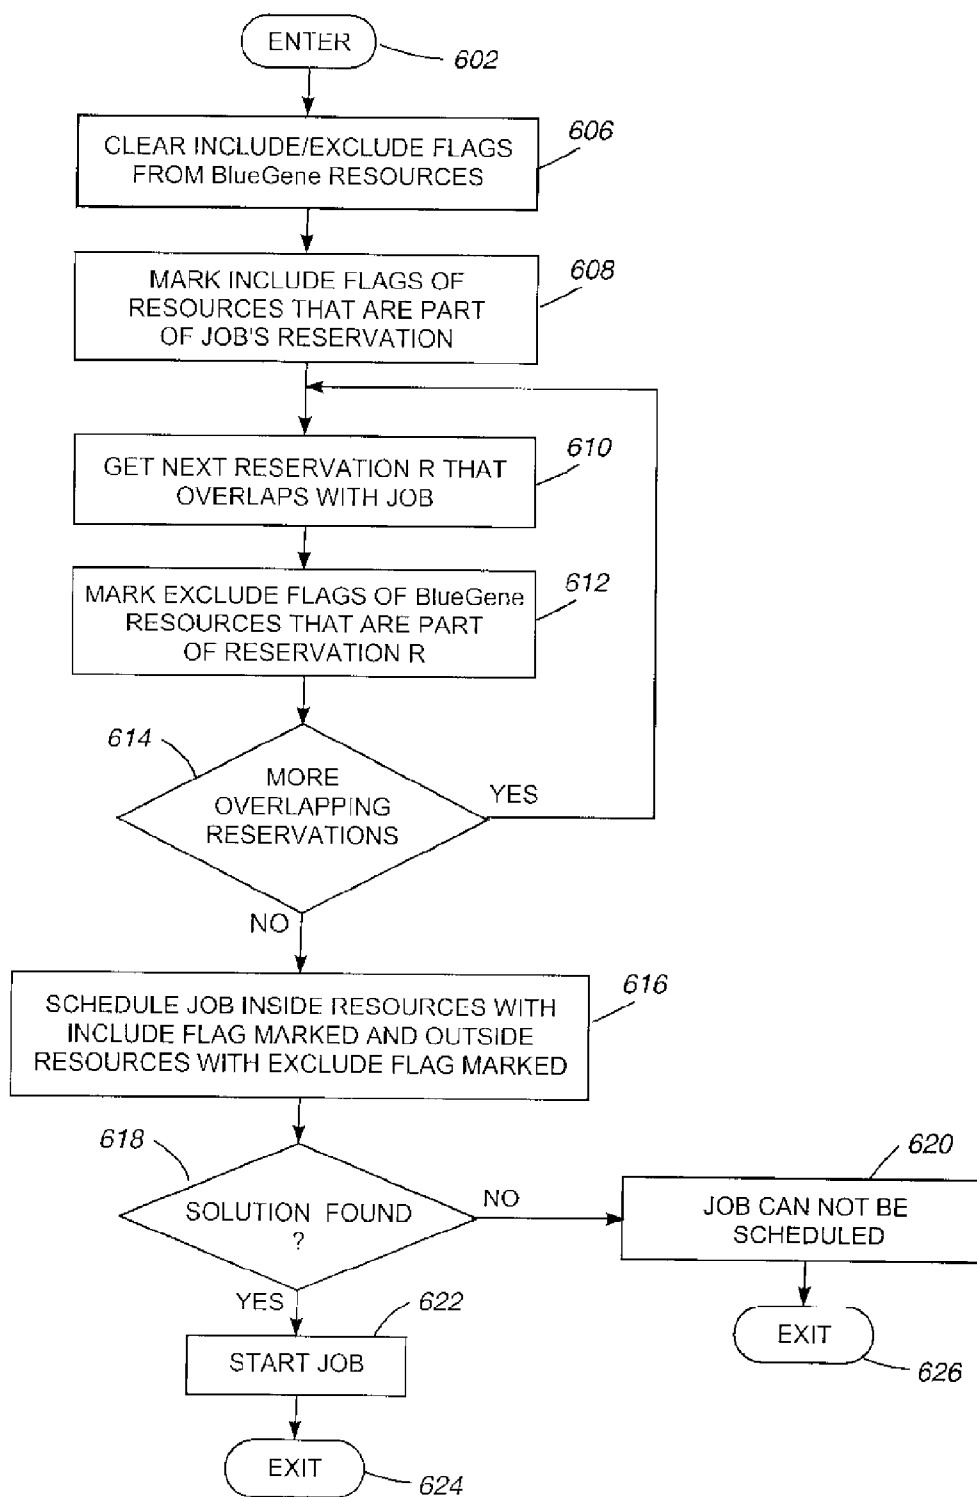 ENTER
602
CLEAR INCLUDE/EXCLUDE FLAGS
FROM BlueGene RESOURCES
606
MARK INCLUDE FLAGS OF
RESOURCES THAT ARE PART
OF JOB'S RESERVATION
608
GET NEXT RESERVATION R THAT
OVERLAPS WITH JOB
610
MARK EXCLUDE FLAGS OF BlueGene
RESOURCES THAT ARE PART
OF RESERVATION R
612
614
MORE
OVERLAPPING
RESERVATIONS
YES
NO
SCHEDULE JOB INSIDE RESOURCES WITH
INCLUDE FLAG MARKED AND OUTSIDE
RESOURCES WITH EXCLUDE FLAG MARKED
616
618
SOLUTION FOUND
?
NO
620
JOB CAN NOT BE
SCHEDULED
YES
622
START JOB
EXIT
626
EXIT
624